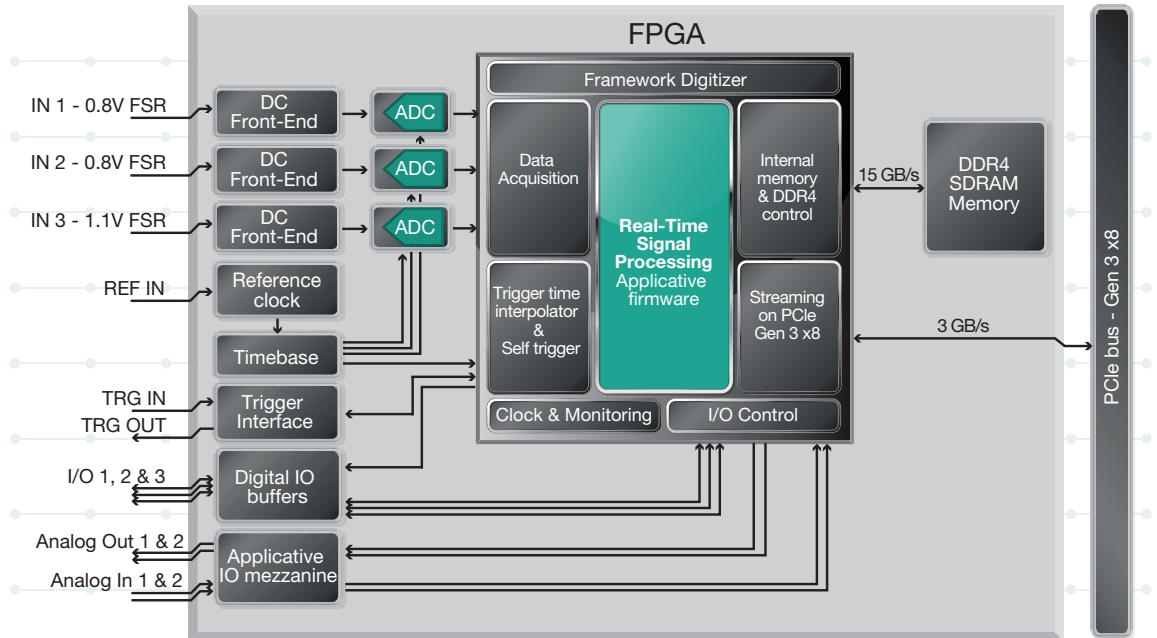 FPGA
Framework Digitizer
IN 1 - 0.8V FSR
DC
Front-End
ADC
IN 2 - 0.8V FSR
DC
Front-End
ADC
IN 3 - 1.1V FSR
DC
Front-End
ADC
REF IN
Reference
clock
Timebase
TRG IN
TRG OUT
Trigger
Interface
I/O 1, 2 & 3
Digital IO
buffers
Analog Out 1 & 2
Analog In 1 & 2
Applicative
IO mezzanine
Data
Acquisition
Trigger time
interpolator
&
Self trigger
Real-Time
Signal
Processing
Applicative
firmware
Internal
memory
& DDR4
control
Streaming
on PCIe
Gen 3 x8
Clock & Monitoring
I/O Control
15 GB/s
DDR4
SDRAM
Memory
3 GB/s
PCIe bus - Gen 3 x8